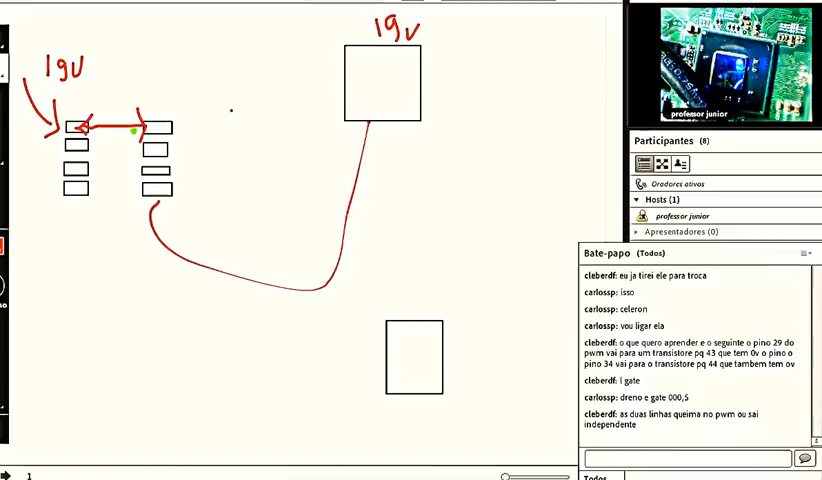 19v
19v
professor junior
Participantes (8)
Oradores ativos
Hosts (1)
professor junior
Apresentadores (0)
Bate-papo (Todos)
cleberdf: eu ja tirei ele para troca
carlossp: isso
carlossp: celeron
carlossp: vou ligar ela
cleberdf: o que quero aprender e o seguinte o pino 29 do
pwm vai para um transistore pq 43 que tem 0v o pino o
pino 34 vai para o transistore pq 44 que tambem tem ov
cleberdf: l gate
carlossp: dreno e gate 000,5
cleberdf: as duas linhas queima no pwm ou sai
independente
Todos
1